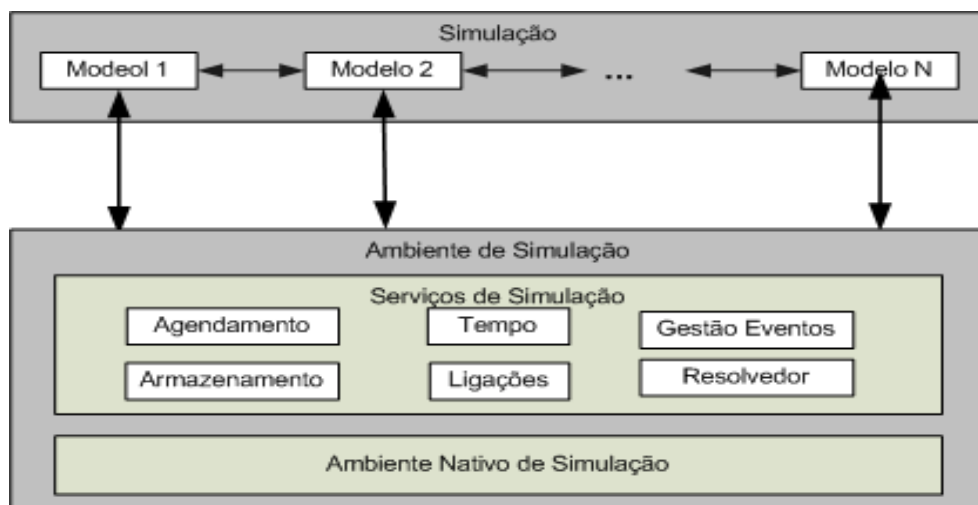 Simulação
Modeol 1
Modelo 2
...
Modelo N
Ambiente de Simulação
Serviços de Simulação
Agendamento
Tempo
Gestão Eventos
Armazenamento
Ligações
Resolvedor
Ambiente Nativo de Simulação